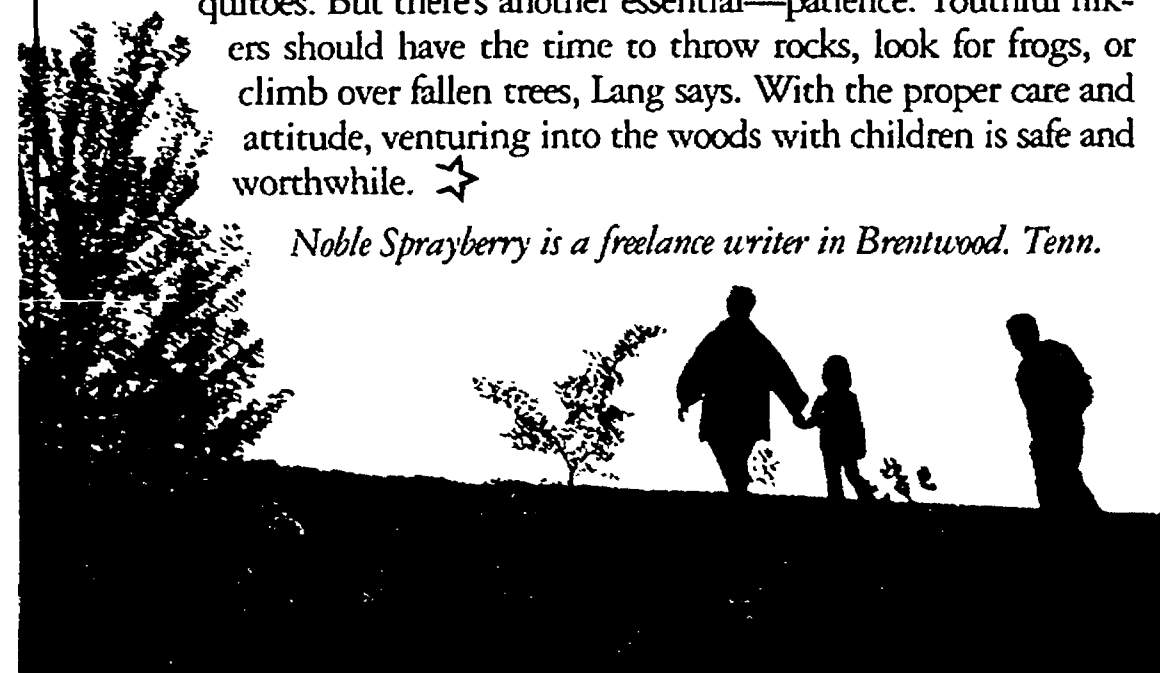 quitoes. But there's another essential—patience. Youthful hik-
ers should have the time to throw rocks, look for frogs, or
climb over fallen trees, Lang says. With the proper care and
attitude, venturing into the woods with children is safe and
worthwhile. ☆
Noble Sprayberry is a freelance writer in Brentwood. Tenn.